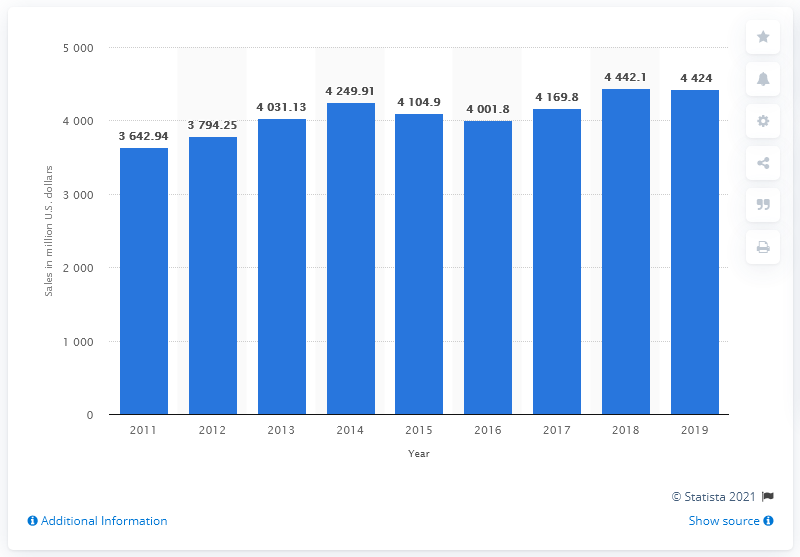 5 000
4 000
3 000
2 000
1 000
0
Sales in million U.S. dollars
3 642.94
3 794.25
4 031.13
4 249.91
4 104.9
4 001.8
4 169.8
4 442.1
4 424
2011 2012 2013 2014 2015 2016 2017 2018 2019
Year
© Statista 2021
Additional Information
Show source